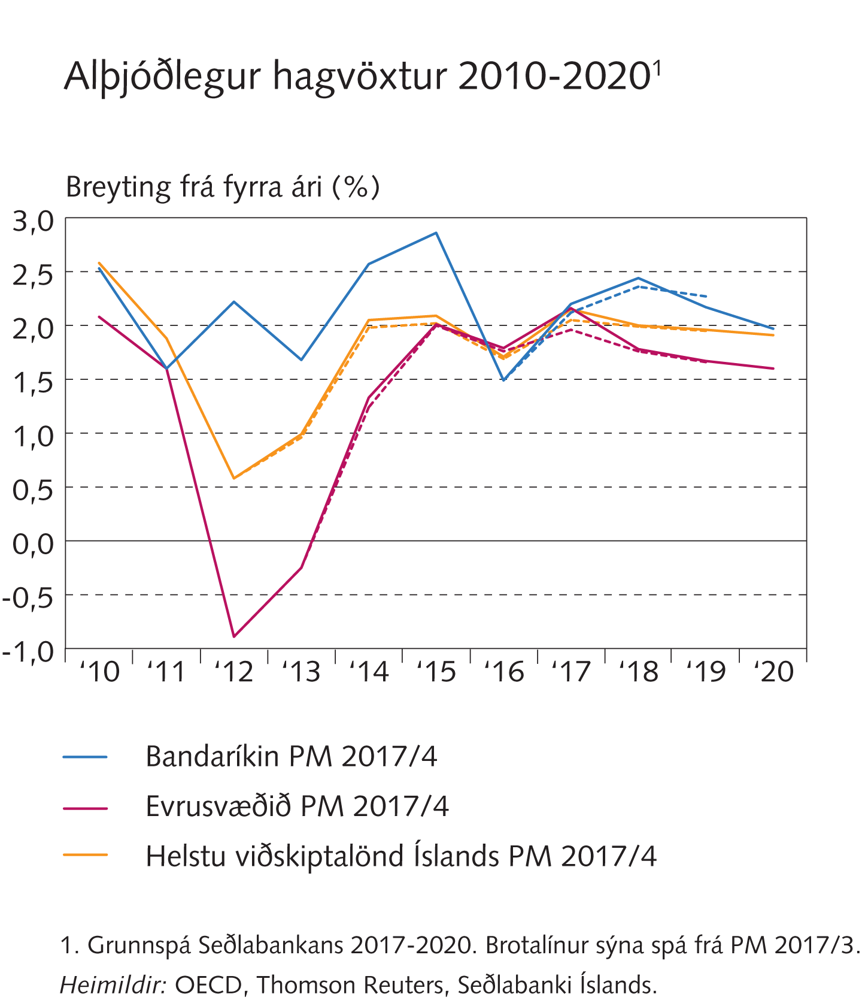 Alþjóðlegur hagvöxtur 2010-2020¹
Breyting frá fyrra ári (%)
3,0
2,5
2,0
1,5
1,0
0,5
0,0
-0,5
-1,0
‘10 ‘11 ‘12 ‘13 ‘14 ‘15 ‘16 ‘17 ‘18 ‘19 ‘20
Bandaríkin PM 2017/4
Evrusvæðið PM 2017/4
Helstu viðskiptalönd Íslands PM 2017/4
1. Grunnspá Seðlabankans 2017-2020. Brotalínur sýna spá frá PM 2017/3.
Heimildir: OECD, Thomson Reuters, Seðlabanki Íslands.